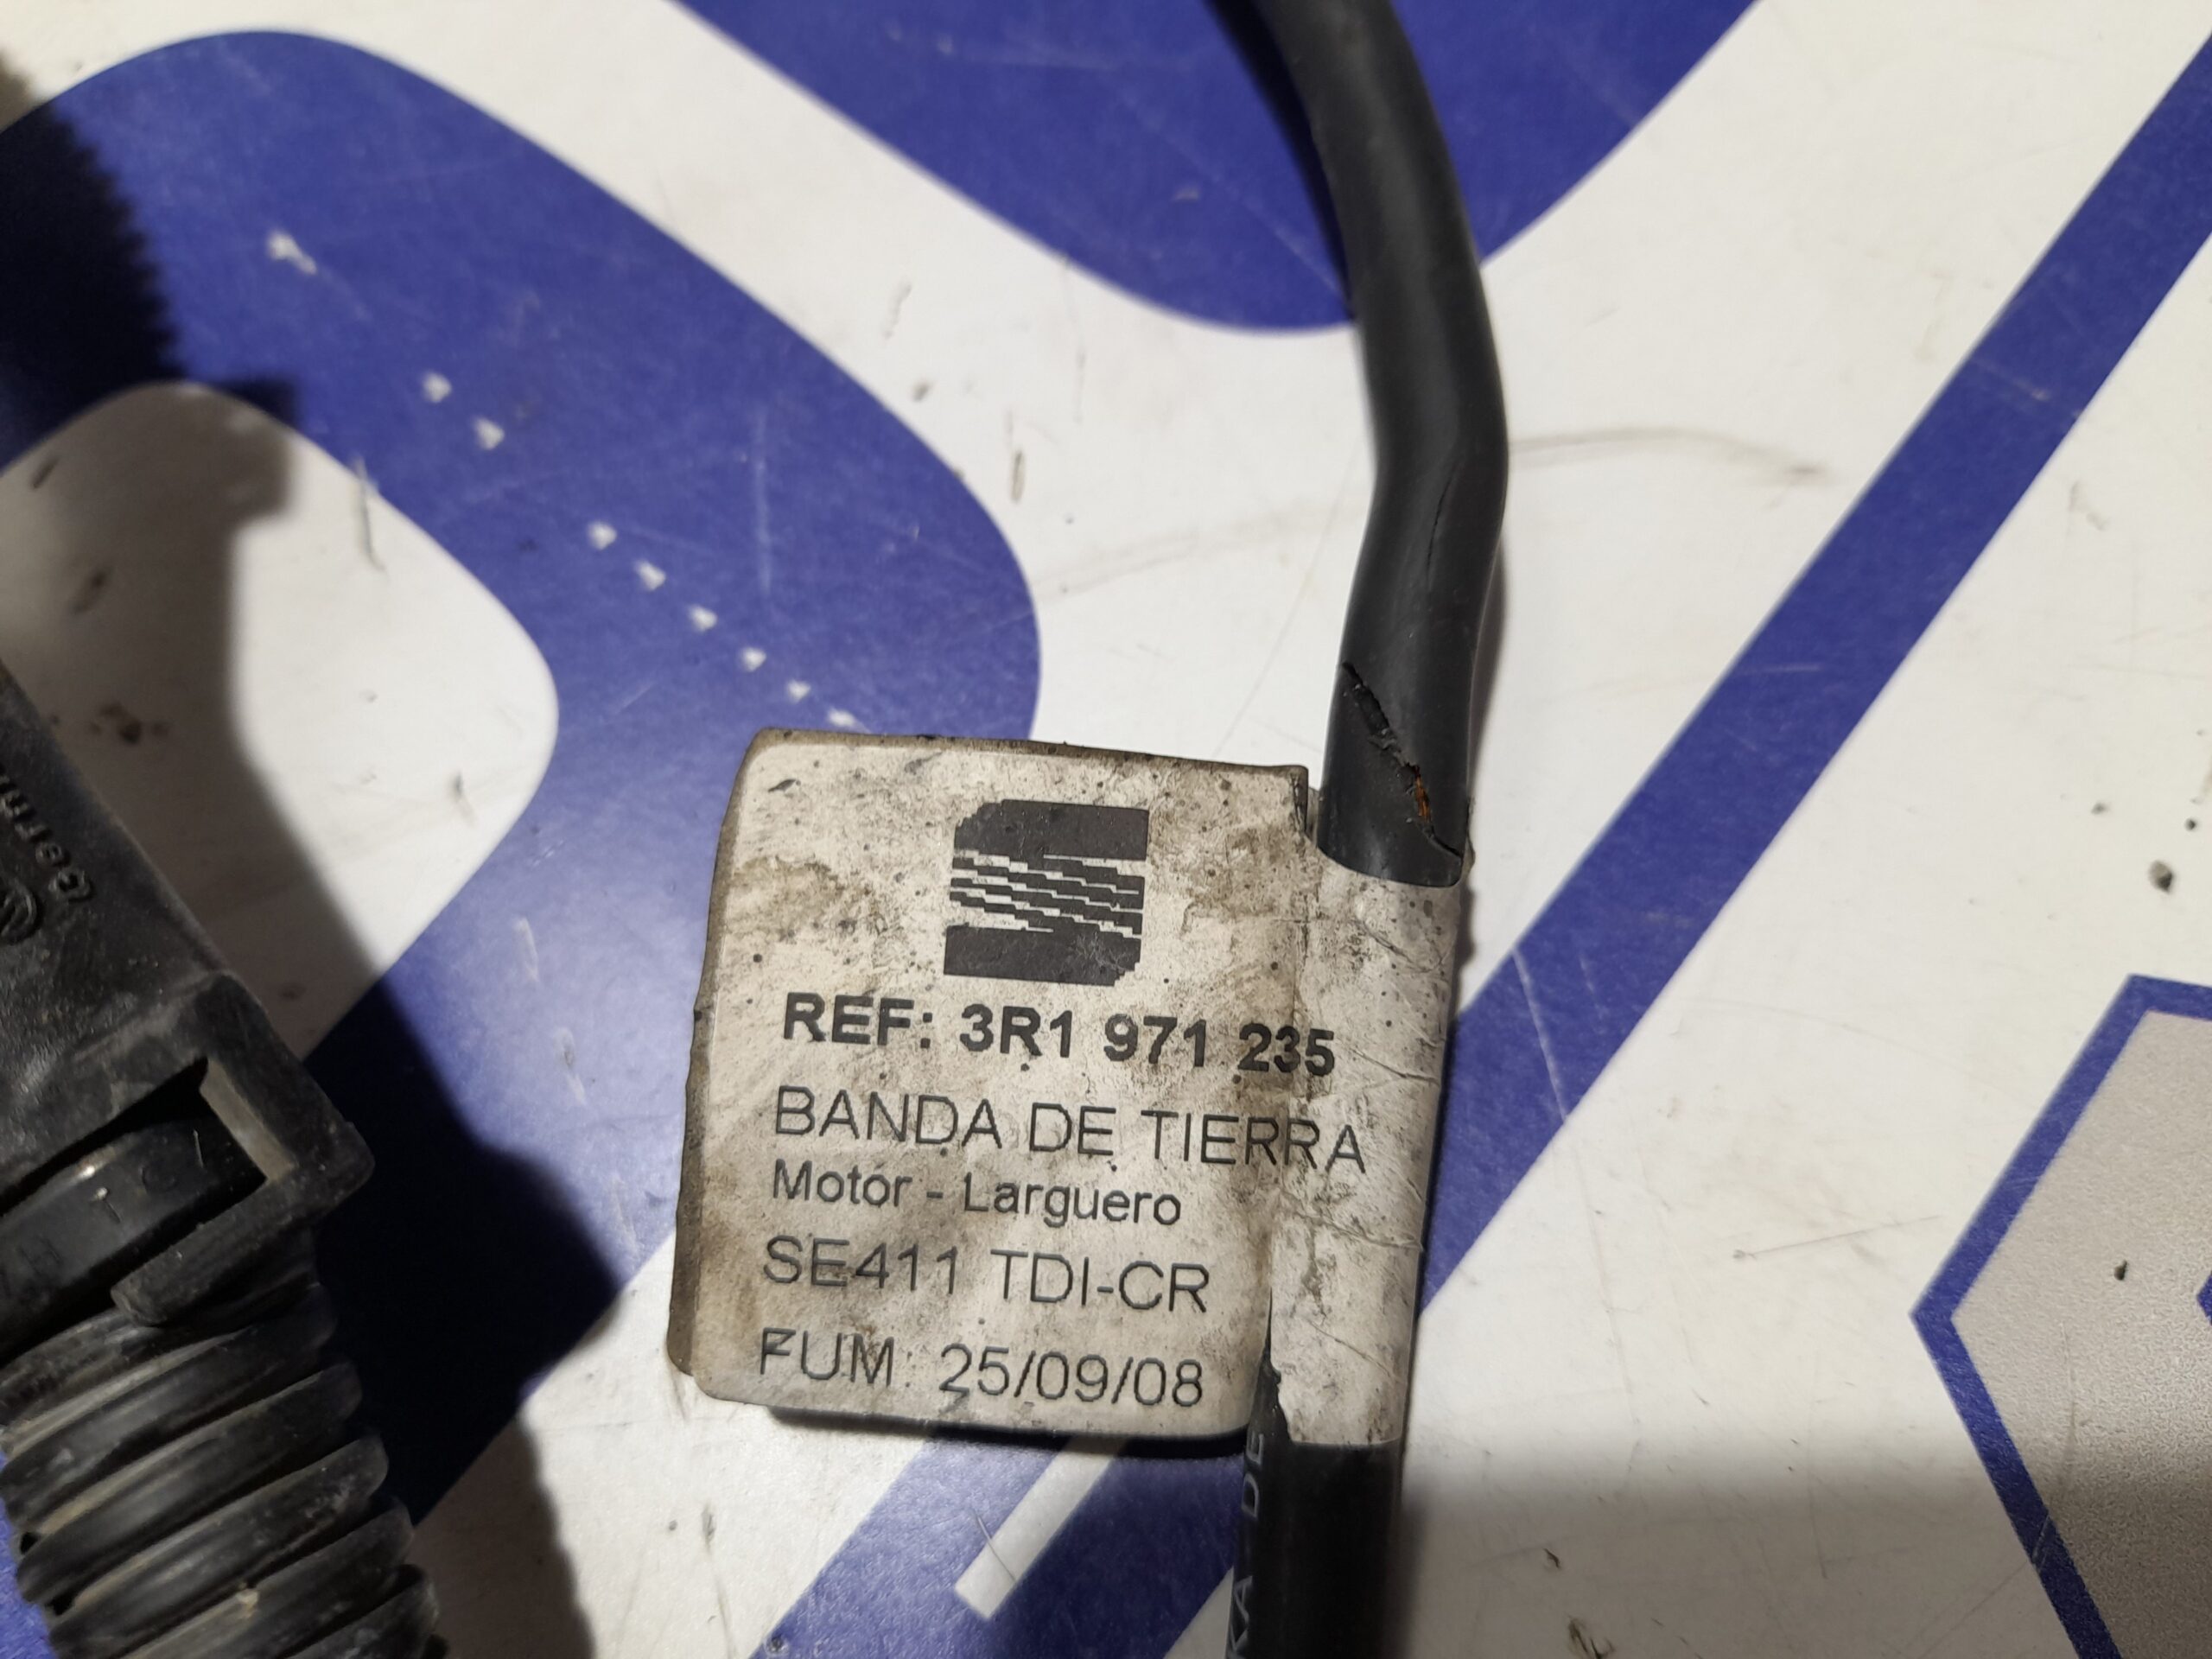 REF: 3R1 971 235
BANDA DE TIERRA
Motor - Larguero
SE411 TDI-CR
FUM: 25/09/08